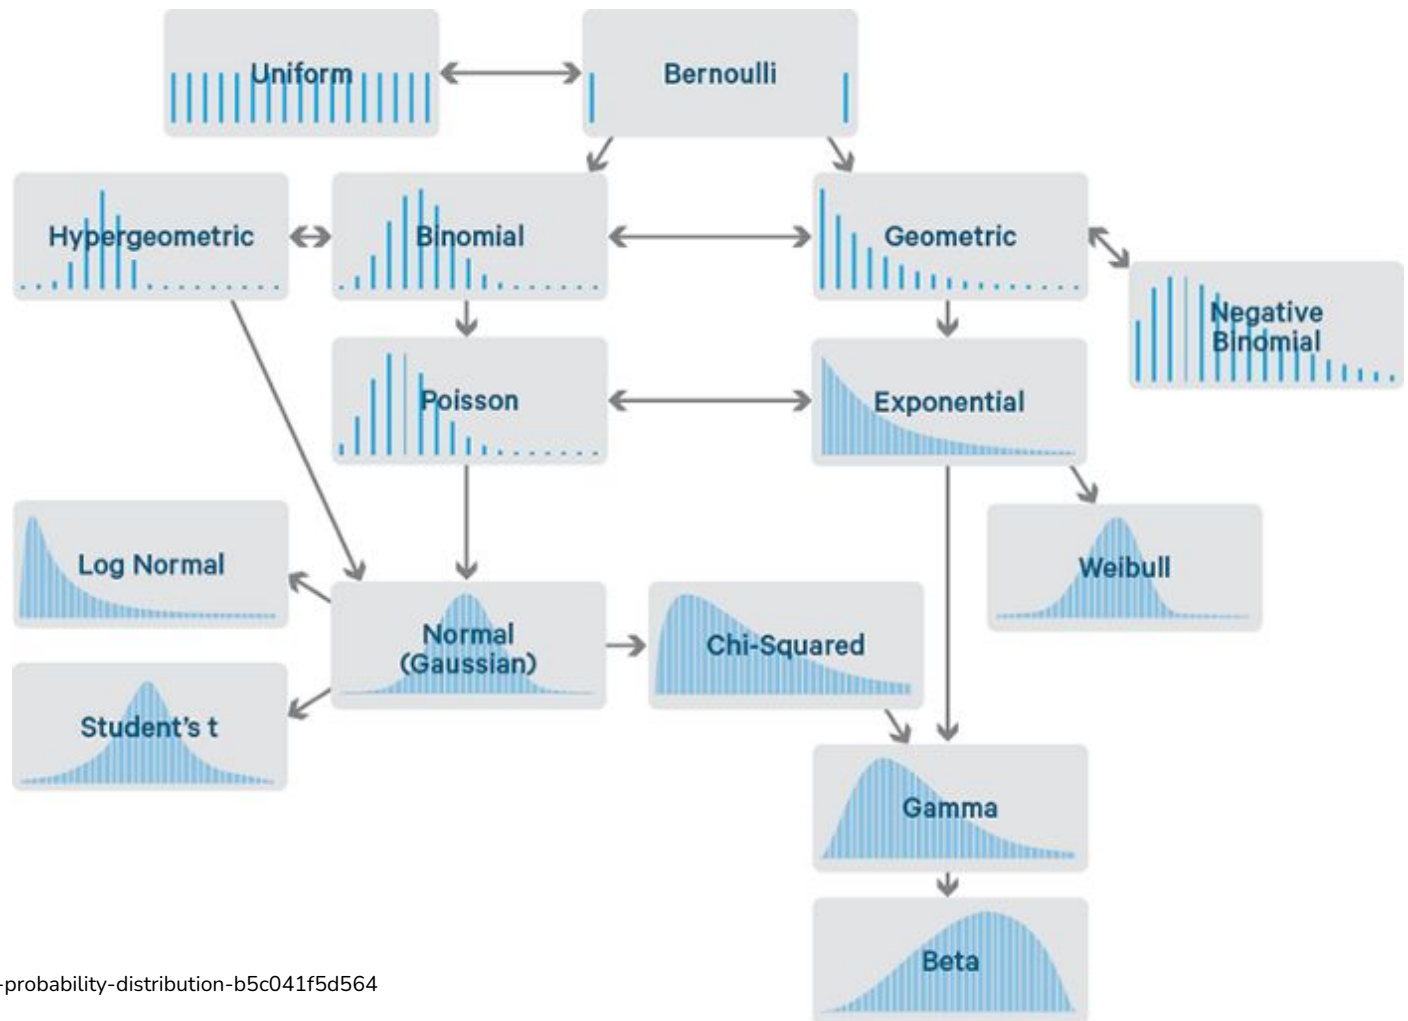 Uniform
Bernoulli
Hypergeometric
Binomial
Geometric
Negative
Binomial
Poisson
Exponential
Log Normal
Weibull
Normal
(Gaussian)
Chi-Squared
Student's t
Gamma
Beta
-probability-distribution-b5c041f5d564